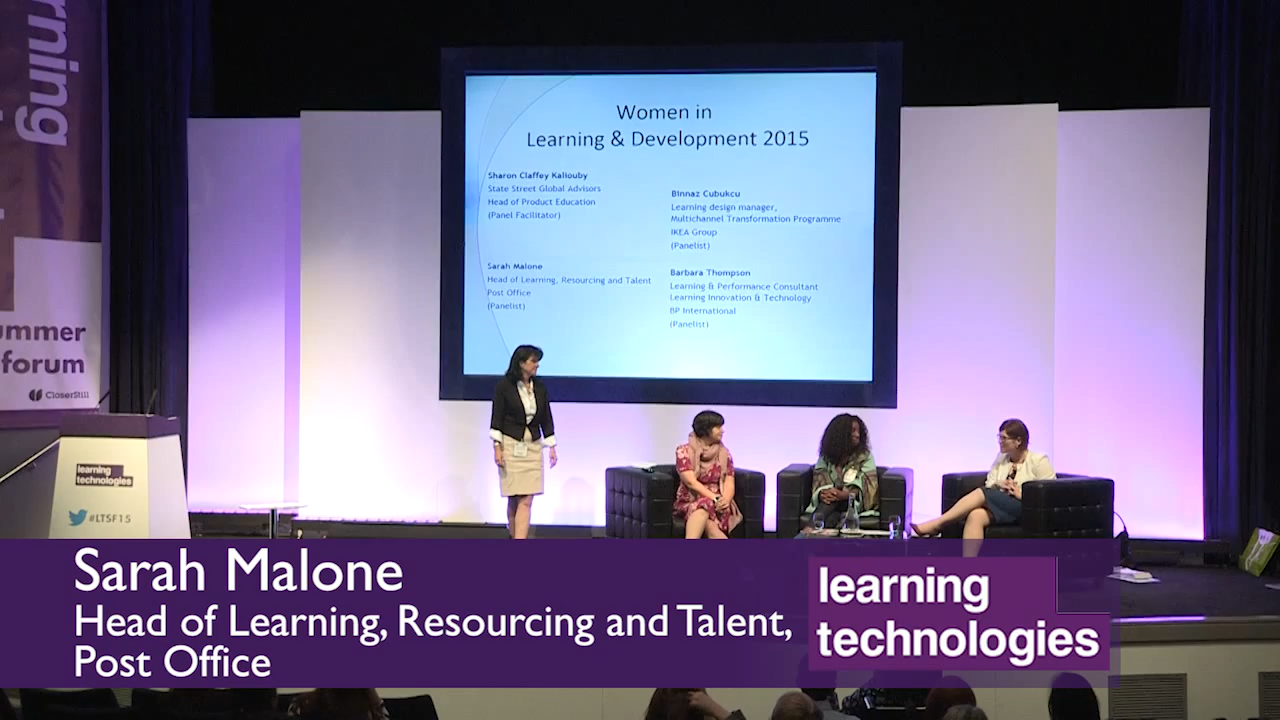 rning
ummer
forum
CloserStill
learning
technologies
#LTSF15
Women in
Learning & Development 2015
Sharon Claffey Kaliouby
State Street Global Advisors
Head of Product Education
(Panel Facilitator)
Sarah Malone
Head of Learning, Resourcing and Talent
Post Office
(Panelist)
Binnaz Cubukcu
Learning design manager,
Multichannel Transformation Programme
IKEA Group
(Panelist)
Barbara Thompson
Learning & Performance Consultant
Learning Innovation & Technology
BP International
(Panelist)
Sarah Malone
Head of Learning, Resourcing and Talent,
Post Office
learning
technologies